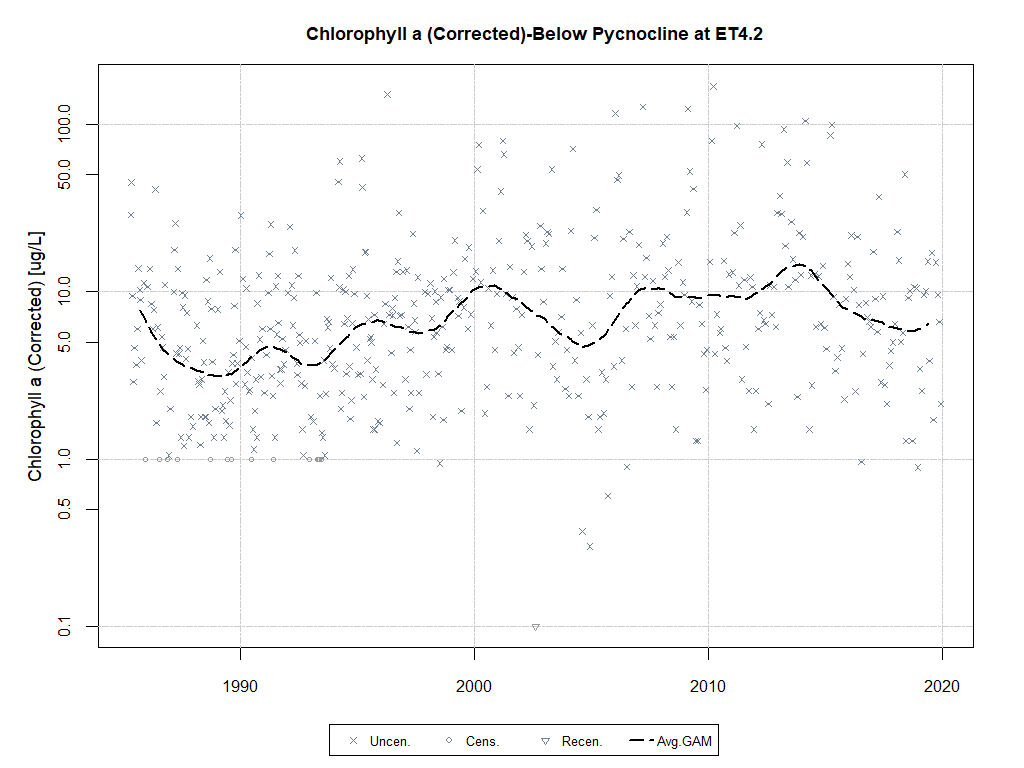 Chlorophyll a (Corrected)-Below Pycnocline at ET4.2
Chlorophyll a (Corrected) [ug/L]
100.0
50.0
10.0
5.0
1.0
0.5
0.1
1990 2000 2010 2020
Uncen. Cens. Recen. Avg.GAM